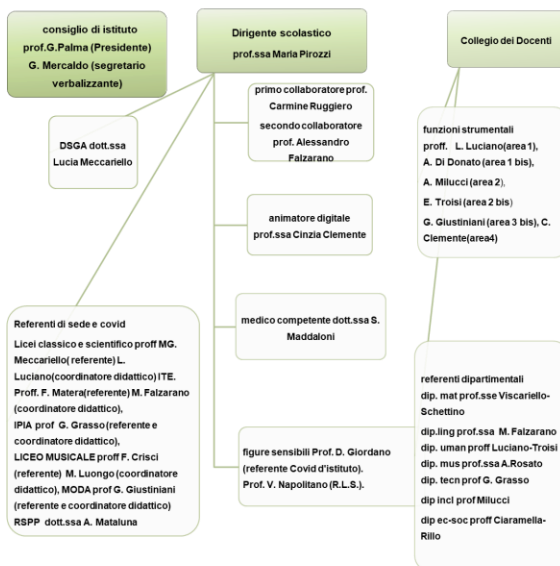 consiglio di istituto
prof.G.Palma (Presidente)
G. Mercaldo (segretario
verbalizzante)
Dirigente scolastico
prof.ssa Maria Pirozzi
Collegio dei Docenti
DSGA dott.ssa
Lucia Meccariello
primo collaboratore prof.
Carmine Ruggiero
secondo collaboratore
prof. Alessandro
Falzarano
funzioni strumentali
proff. L. Luciano(area1),
A. Di Donato (area 1 bis),
A. Milucci (area 2),
E. Troisi (area 2 bis)
G. Giustiniani (area 3 bis), C.
Clemente(area4)
animatore digitale
prof.ssa Cinzia Clemente
medico competente dott.ssa S.
Maddaloni
Referenti di sede e covid
Licei classico e scientifico proff MG.
Meccariello( referente) L.
Luciano(coordinatore didattico) ITE.
Proff. F. Matera(referente) M. Falzarano
(coordinatore didattico),
IPIA prof G. Grasso (referente e
coordinatore didattico),
LICEO MUSICALE proff F. Crisci
(referente) M. Luongo (coordinatore
didattico), MODA prof G. Giustiniani
(referente e coordinatore didattico)
RSPP dott.ssa A. Mataluna
figure sensibili Prof. D. Giordano
(referente Covid d'istituto).
Prof. V. Napolitano (R.L.S.).
referenti dipartimentali
dip. mat prof.sse Viscariello-
Schettino
dip.ling prof.ssa M. Falzarano
dip. uman proff Luciano-Troisi
dip. mus prof.ssa A.Rosato
dip. tecn prof G. Grasso
dip incl prof Milucci
dip ec-soc proff Ciaramella-
Rillo